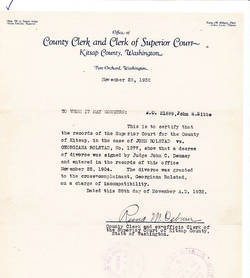 Office of
County Clerk and Clerk of Superior Court
Kitsap County, Washington
Port Orchard, Washington
November 28, 1932
TO WHOM IT MAY CONCERN:
This is to certify that
the records of the Superior Court for the County
of Kitsap, in the case of JOHN ROLSTAD vs.
GEORGIANA ROLSTAD, No. 1277, show that a decree
of divorce was signed by Judge John C. Denney
and entered in the records of this office
November 28, 1904. The divorce was granted
to the cross-complainant, Georgiana Rolstad,
on a charge of incompatibility.
Dated this 28th day of November A.D. 1932.
County Clerk and ex-officio Clerk of
the Superior Court of Kitsap County,
State of Washington.